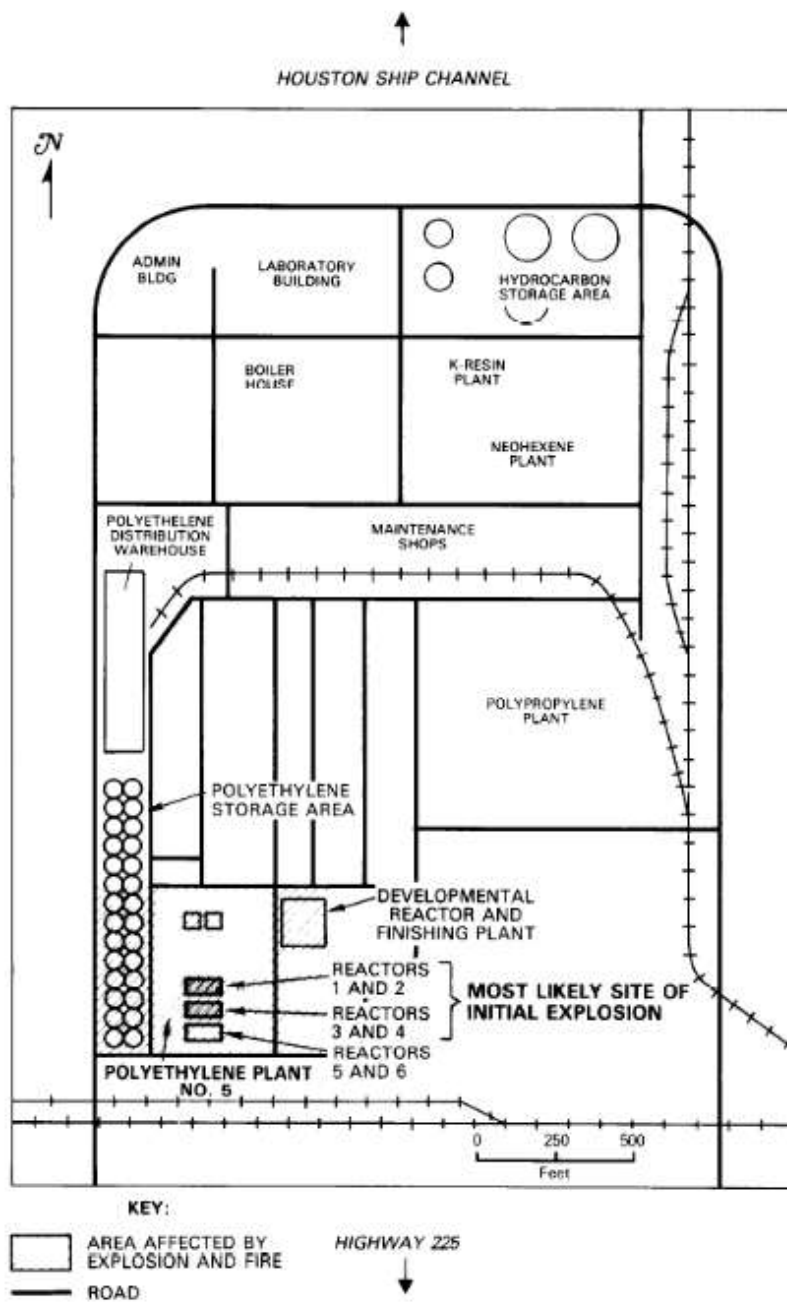 HOUSTON SHIP CHANNEL
N
ADMIN
BLDG
LABORATORY
BUILDING
HYDROCARBON
STORAGE AREA
BOILER
HOUSE
K-RESIN
PLANT
NEOHEXENE
PLANT
POLYETHELENE
DISTRIBUTION
WAREHOUSE
MAINTENANCE
SHOPS
POLYPROPYLENE
PLANT
POLYETHYLENE
STORAGE AREA
DEVELOPMENTAL
REACTOR AND
FINISHING PLANT
REACTORS
1 AND 2
REACTORS
3 AND 4
MOST LIKELY SITE OF
INITIAL EXPLOSION
REACTORS
5 AND 6
POLYETHYLENE PLANT
NO. 5
0 250 500
Feet
KEY:
AREA AFFECTED BY
EXPLOSION AND FIRE
ROAD
HIGHWAY 225